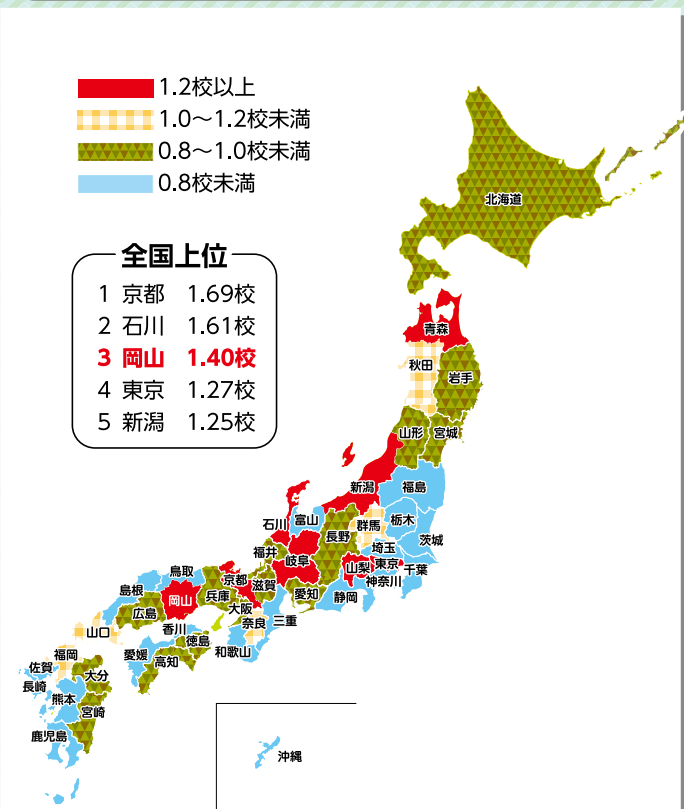 1.2校以上
1.0〜1.2校未満
0.8〜1.0校未満
0.8校未満
全国上位
1 京都 1.69校
2 石川 1.61校
3 岡山 1.40校
4 東京 1.27校
5 新潟 1.25校
北海道
青森
秋田
岩手
山形
宮城
新潟
福島
石川
富山
群馬
栃木
長野
茨城
福井
岐阜
埼玉
山梨
東京
千葉
神奈川
鳥取
京都
滋賀
愛知
静岡
島根
岡山
兵庫
大阪
広島
奈良
三重
山口
香川
徳島
和歌山
福岡
愛媛
高知
佐賀
大分
長崎
熊本
宮崎
鹿児島
沖縄